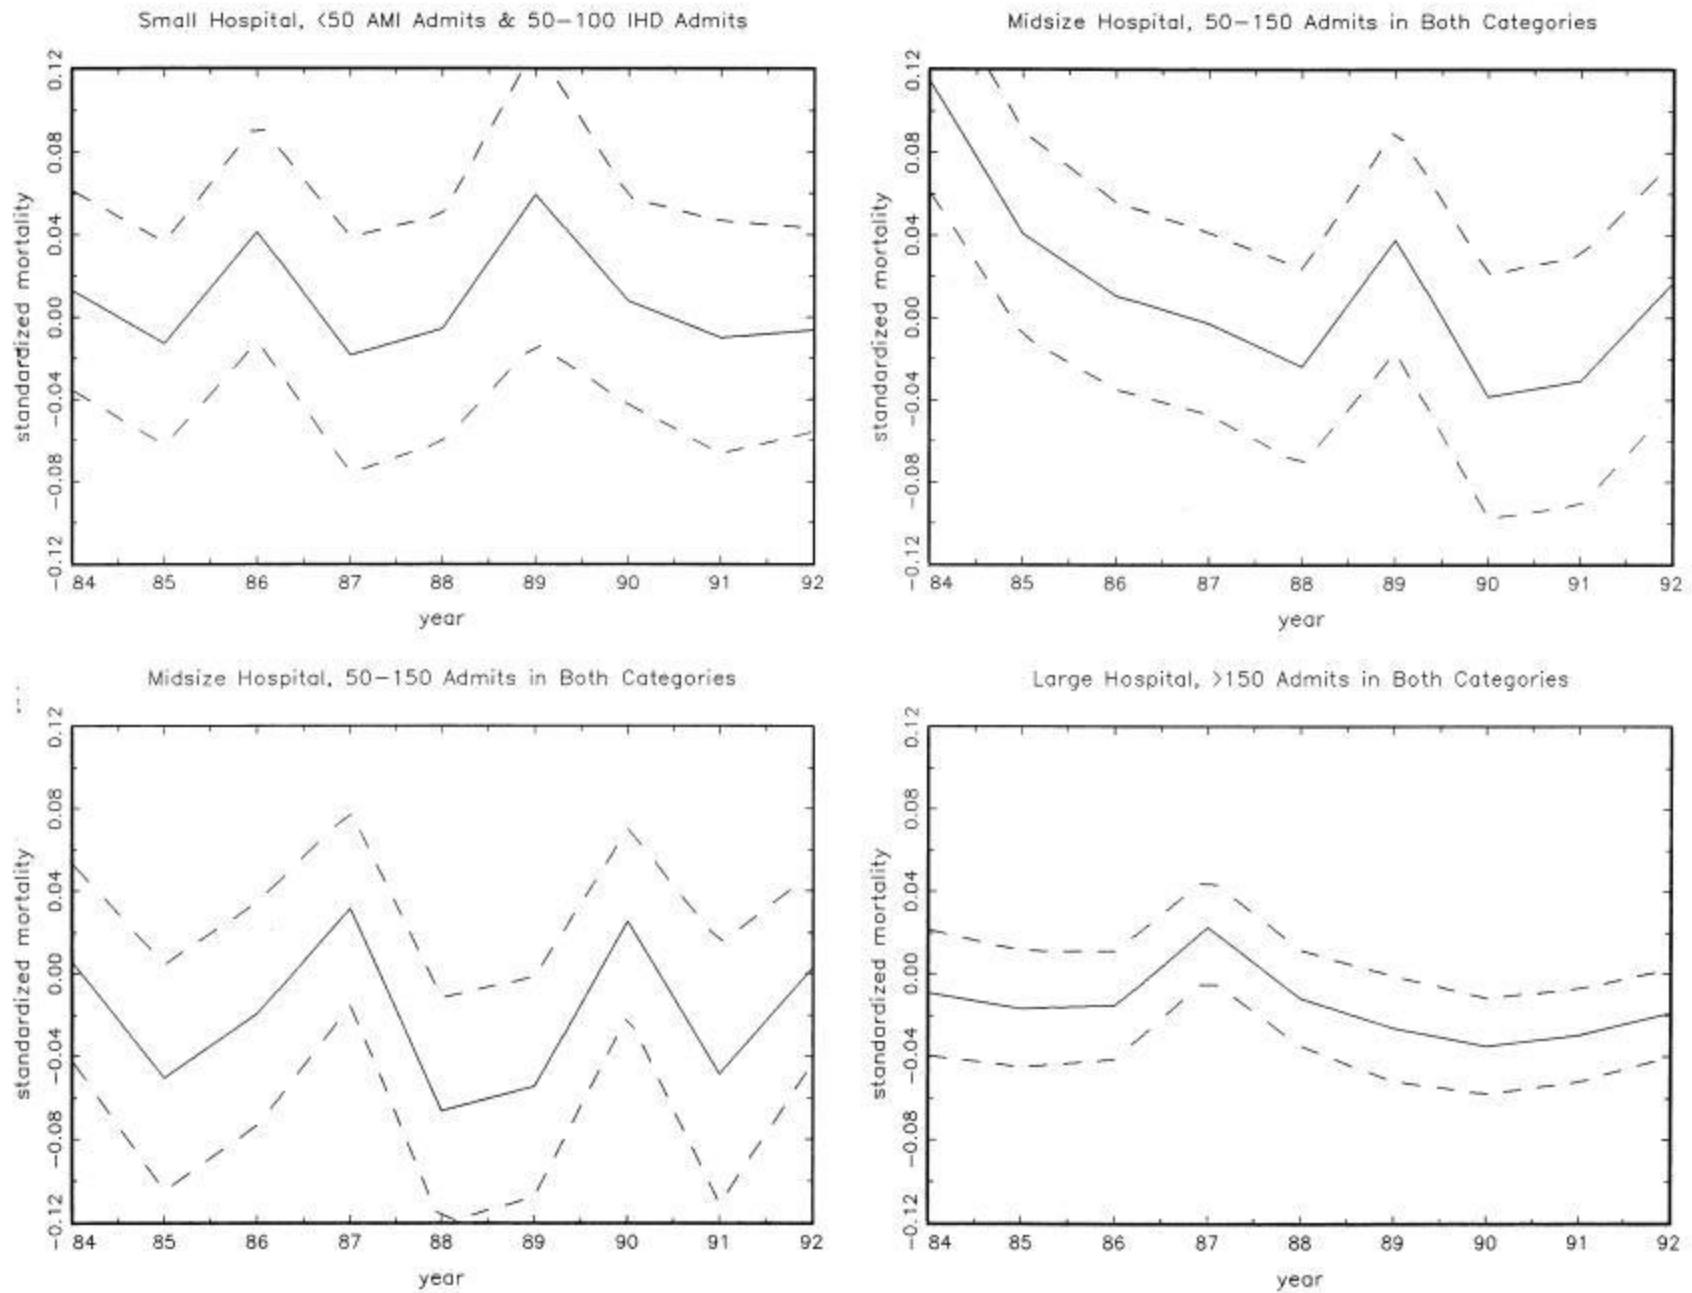 Small Hospital, <50 AMI Admits & 50-100 IHD Admits
standardized mortality
0.12
0.08
0.04
0.00
-0.04
-0.08
-0.12
84 85 86 87 88 89 90 91 92
year
Midsize Hospital, 50-150 Admits in Both Categories
standardized mortality
0.12
0.08
0.04
0.00
-0.04
-0.08
-0.12
84 85 86 87 88 89 90 91 92
year
Midsize Hospital, 50-150 Admits in Both Categories
standardized mortality
0.12
0.08
0.04
0.00
-0.04
-0.08
-0.12
84 85 86 87 88 89 90 91 92
year
Large Hospital, >150 Admits in Both Categories
standardized mortality
0.12
0.08
0.04
0.00
-0.04
-0.08
-0.12
84 85 86 87 88 89 90 91 92
year